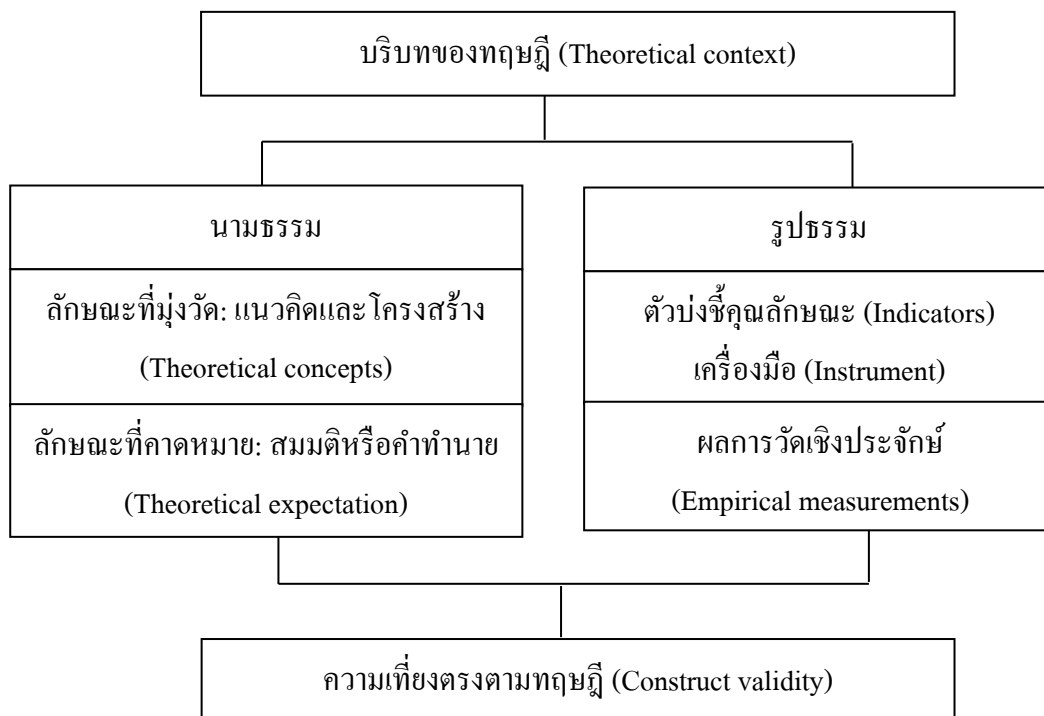 บริบทของทฤษฎี (Theoretical context)
นามธรรม
ลักษณะที่มุ่งวัด: แนวคิดและโครงสร้าง
(Theoretical concepts)
ลักษณะที่คาดหมาย: สมมติหรือคำทำนาย
(Theoretical expectation)
รูปธรรม
ตัวบ่งชี้คุณลักษณะ (Indicators)
เครื่องมือ (Instrument)
ผลการวัดเชิงประจักษ์
(Empirical measurements)
ความเที่ยงตรงตามทฤษฎี (Construct validity)